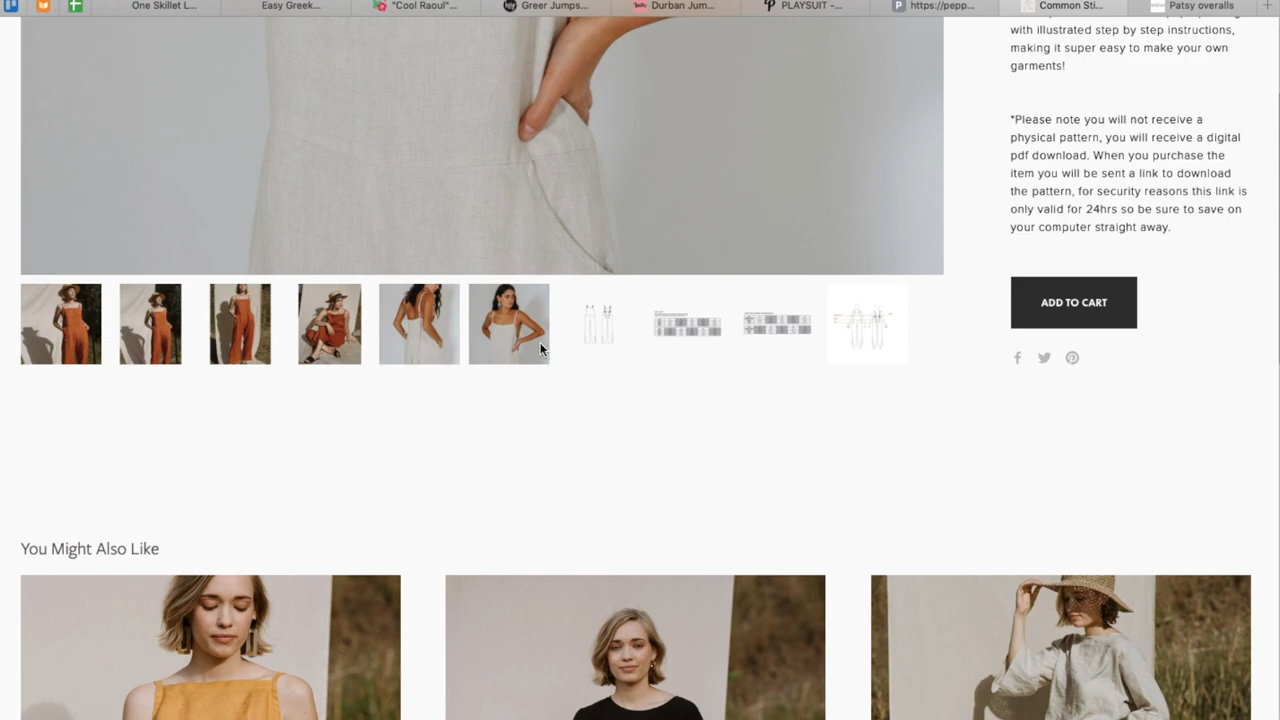 One Skillet L...
Easy Greek...
"Cool Raoul"...
Greer Jumps...
Durban Jum...
PLAYSUIT -...
https://pepp...
Common Sti...
Patsy overalls
with illustrated step by step instructions,
making it super easy to make your own
garments!
*Please note you will not receive a
physical pattern, you will receive a digital
pdf download. When you purchase the
item you will be sent a link to download
the pattern, for security reasons this link is
only valid for 24hrs so be sure to save on
your computer straight away.
ADD TO CART
You Might Also Like